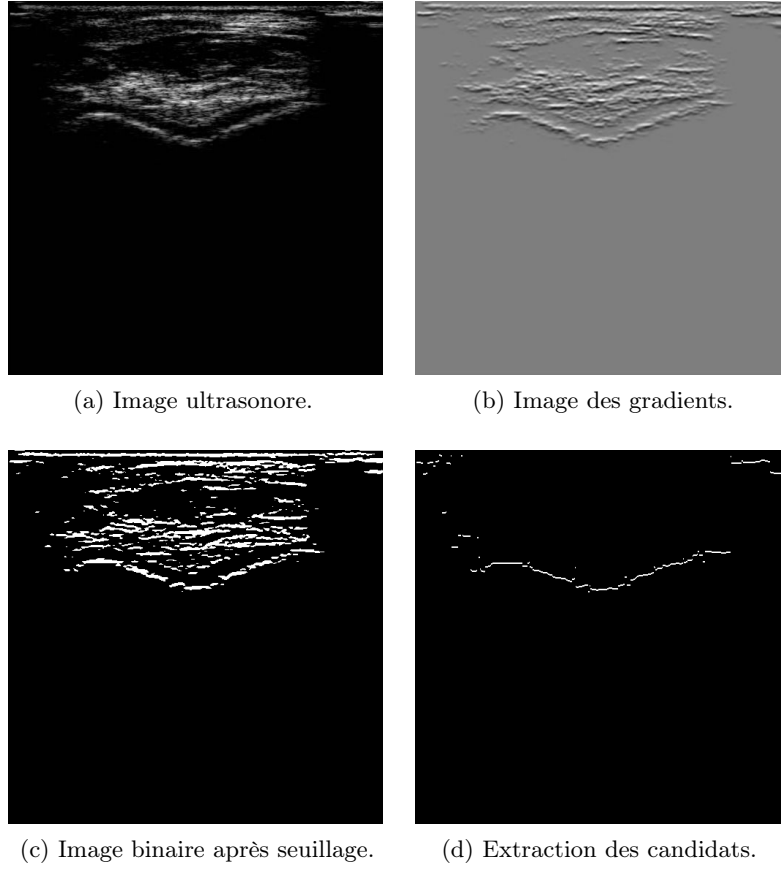 (a) Image ultrasonore.
(b) Image des gradients.
(c) Image binaire après seuillage.
(d) Extraction des candidats.